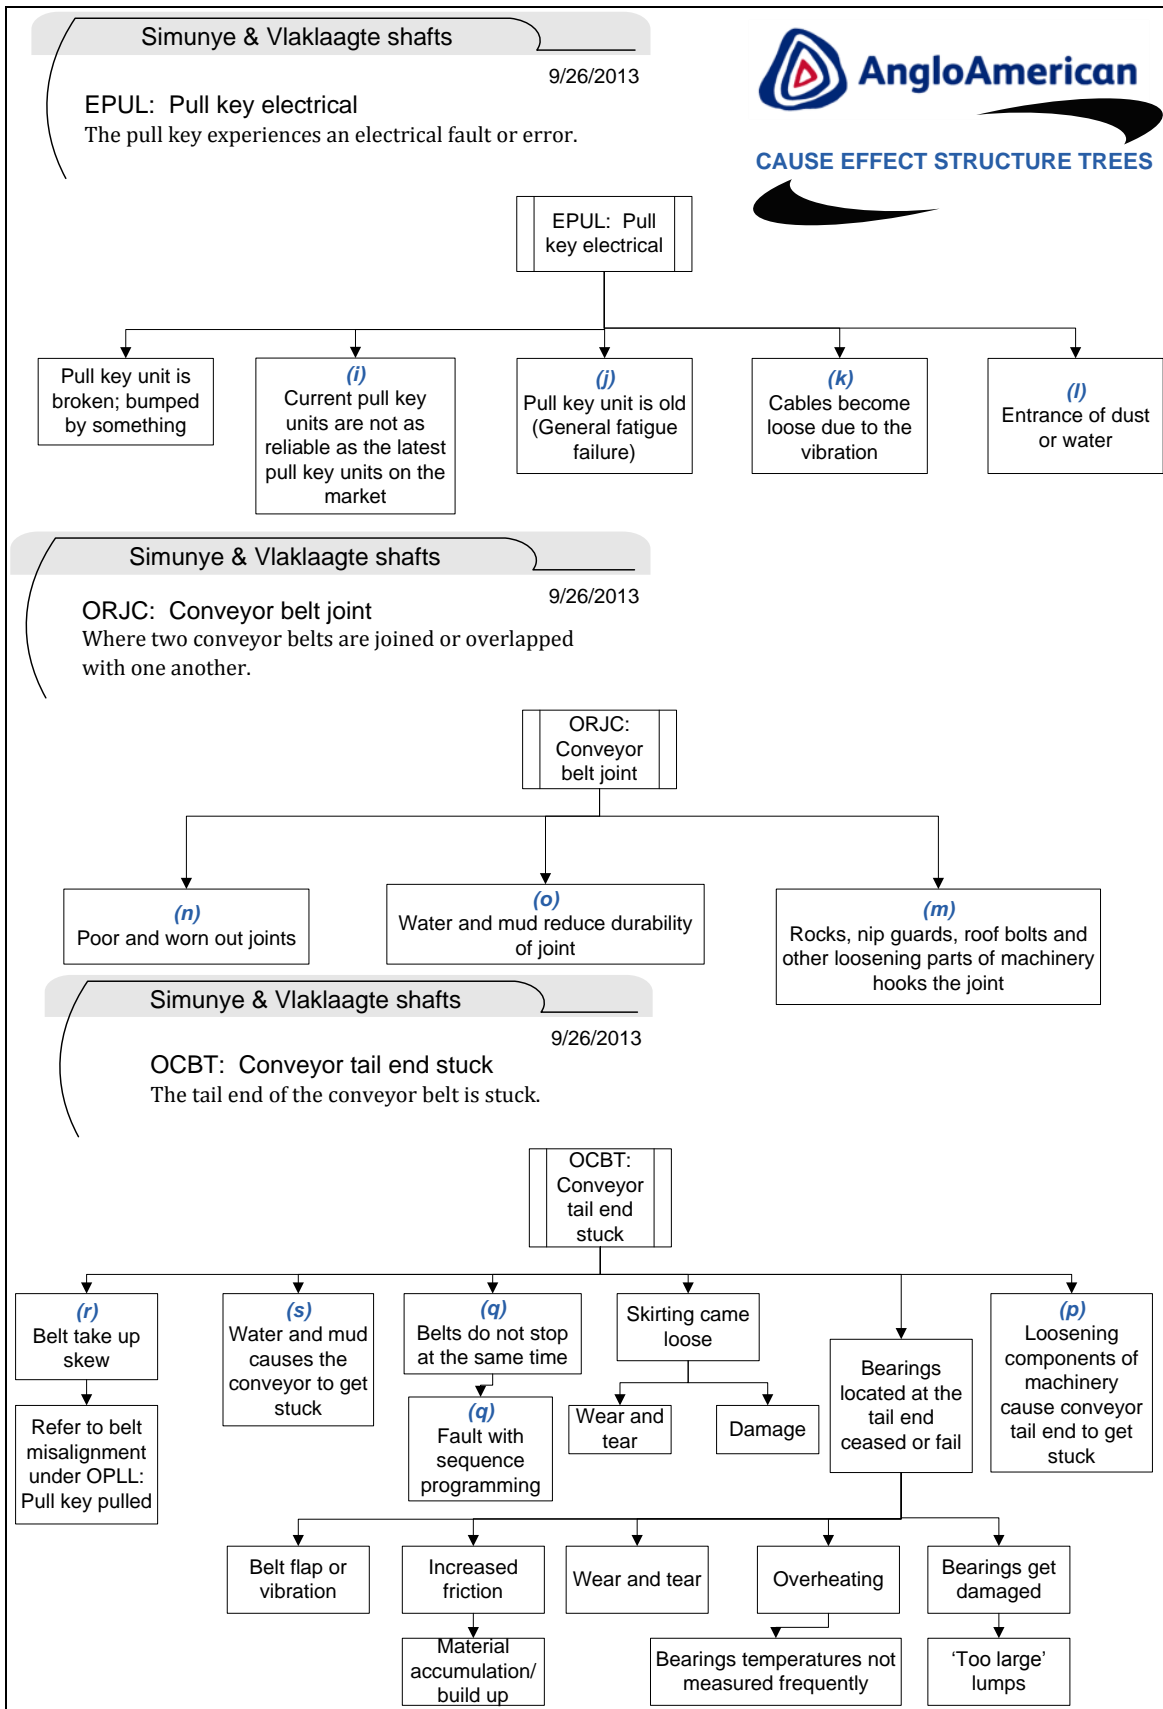 Simunye & Vlaklaagte shafts
9/26/2013
EPUL: Pull key electrical
The pull key experiences an electrical fault or error.
AngloAmerican
CAUSE EFFECT STRUCTURE TREES
EPUL: Pull
key electrical
Pull key unit is
broken; bumped
by something
(i)
Current pull key
units are not as
reliable as the latest
pull key units on the
market
(j)
Pull key unit is old
(General fatigue
failure)
(k)
Cables become
loose due to the
vibration
(l)
Entrance of dust
or water
Simunye & Vlaklaagte shafts
9/26/2013
ORJC: Conveyor belt joint
Where two conveyor belts are joined or overlapped
with one another.
ORJC:
Conveyor
belt joint
(n)
Poor and worn out joints
(o)
Water and mud reduce durability
of joint
(m)
Rocks, nip guards, roof bolts and
other loosening parts of machinery
hooks the joint
Simunye & Vlaklaagte shafts
9/26/2013
OCBT: Conveyor tail end stuck
The tail end of the conveyor belt is stuck.
OCBT:
Conveyor
tail end
stuck
(r)
Belt take up
skew
Refer to belt
misalignment
under OPLL:
Pull key pulled
(s)
Water and mud
causes the
conveyor to get
stuck
(q)
Belts do not stop
at the same time
(q)
Fault with
sequence
programming
Skirting came
loose
Wear and
tear
Damage
Bearings
located at the
tail end
ceased or fail
(p)
Loosening
components of
machinery
cause conveyor
tail end to get
stuck
Belt flap or
vibration
Increased
friction
Material
accumulation/
build up
Wear and tear
Overheating
Bearings temperatures not
measured frequently
Bearings get
damaged
‘Too large’
lumps